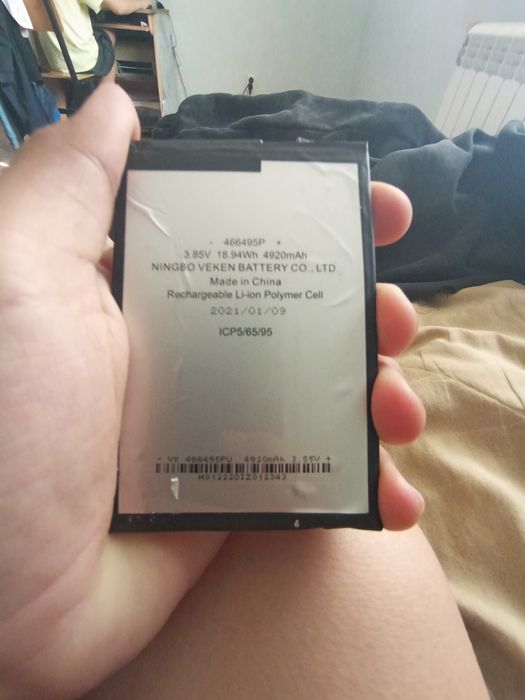 - 466495P +
3.85V 18.94Wh 4920mAh
NINGBO VEKEN BATTERY CO., LTD
Made in China
Rechargeable Li-ion Polymer Cell
2021/01/09
ICP5/65/95
- VK 466495PU 4920mAh 3.85V +
H012220IZ012343